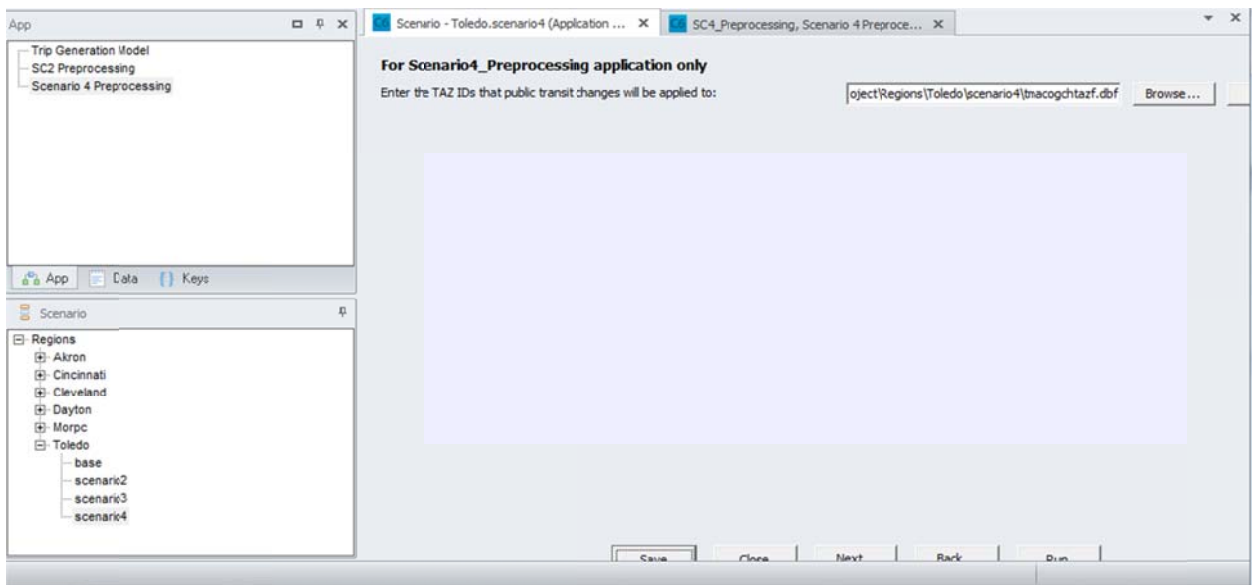 App
Trip Generation Model
SC2 Preprocessing
Scenario 4 Preprocessing
App Data Keys
Scenario
Regions
Akron
Cincinnati
Cleveland
Dayton
Morpc
Toledo
base
scenario2
scenario3
scenario4
Scenario - Toledo.scenario4 (Application ...
SC4_Preprocessing, Scenario 4 Preproce...
For Scenario4_Preprocessing application only
Enter the TAZ IDs that public transit changes will be applied to: oject\Regions\Toledo\scenario4\tmacogchtazf.dbf Browse...
Save Close Next Back Run